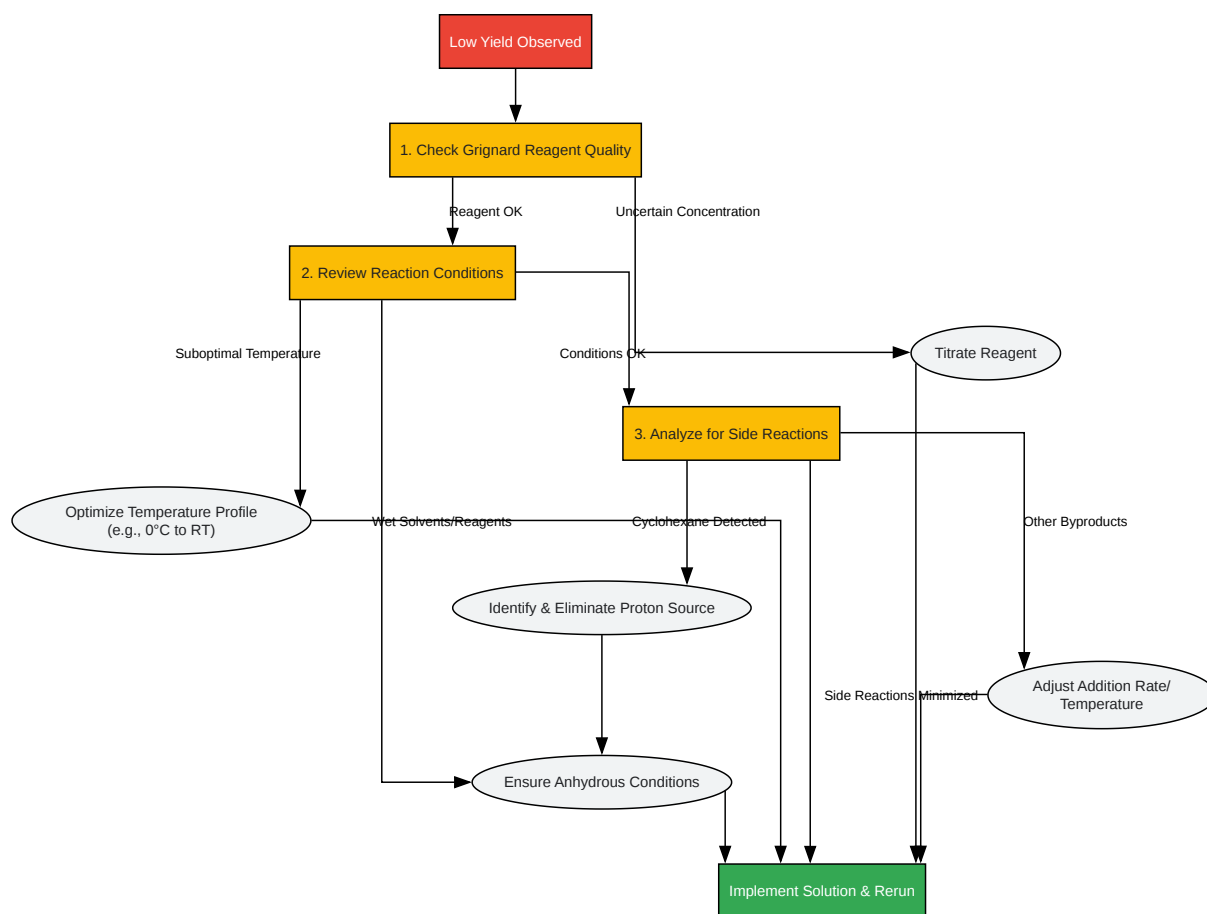 Low Yield Observed
1. Check Grignard Reagent Quality
Reagent OK
Uncertain Concentration
2. Review Reaction Conditions
Suboptimal Temperature
Conditions OK
Titrate Reagent
3. Analyze for Side Reactions
Optimize Temperature Profile
(e.g., 0°C to RT)
Wet Solvents/Reagents
Cyclohexane Detected
Other Byproducts
Identify & Eliminate Proton Source
Side Reactions Minimized
Adjust Addition Rate/
Temperature
Ensure Anhydrous Conditions
Implement Solution & Rerun